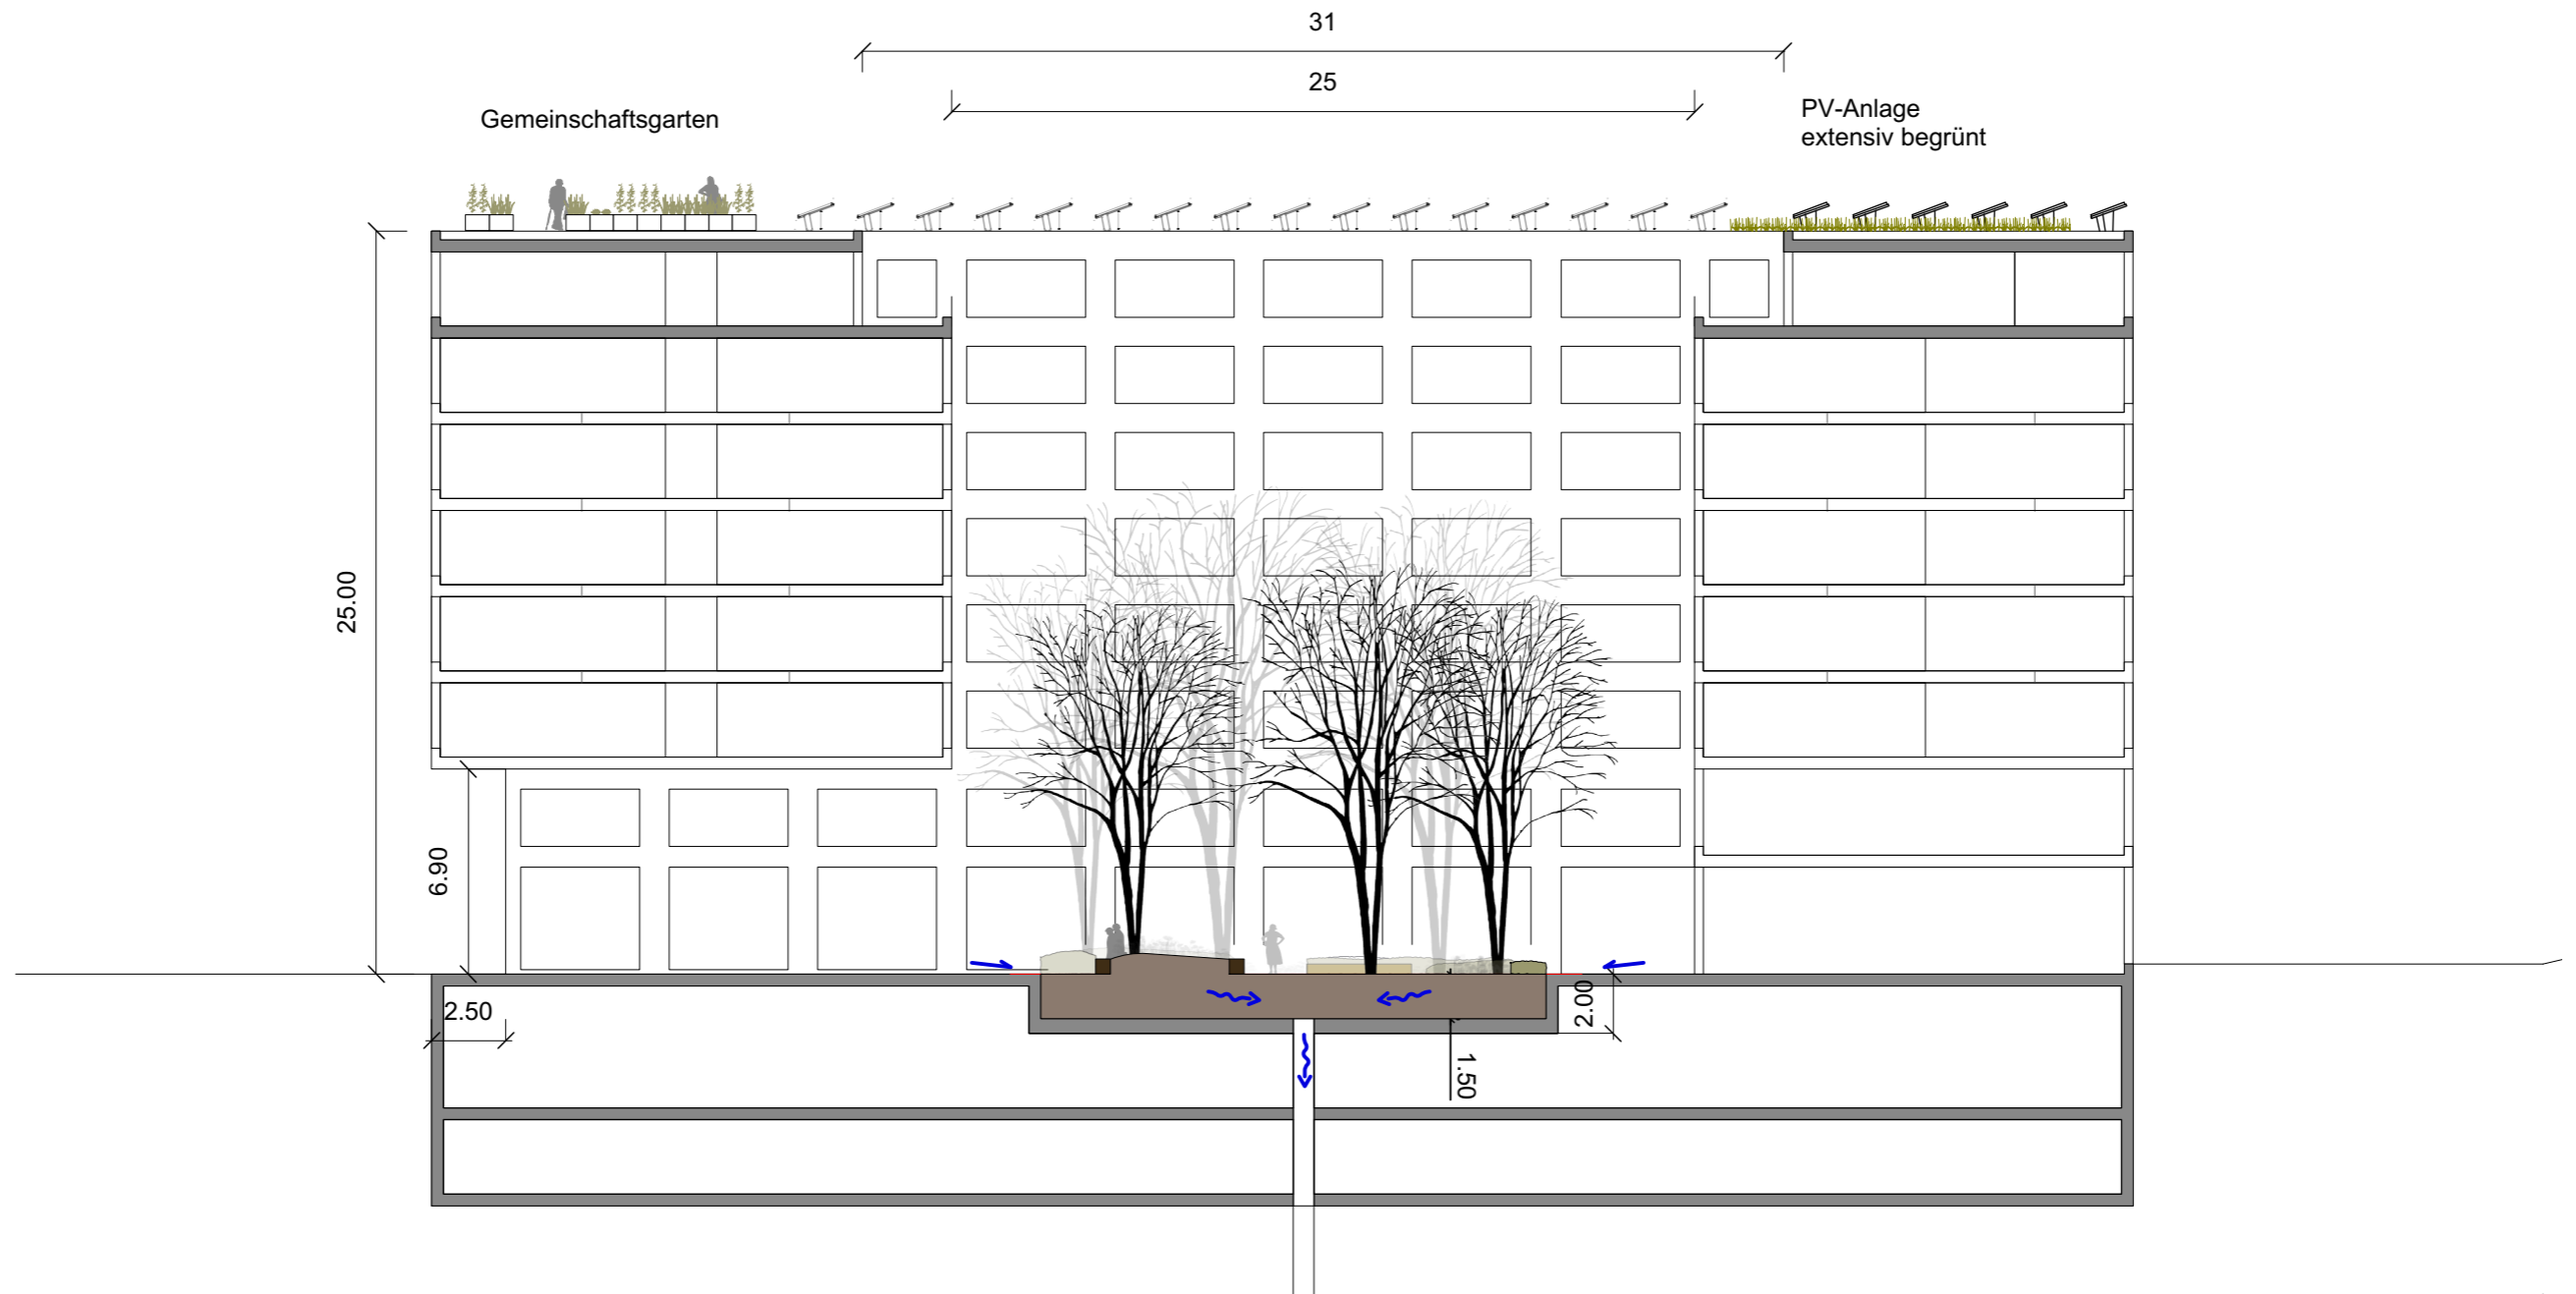 31
25
Gemeinschaftsgarten
PV-Anlage
extensiv begrünt
25.00
6.90
2.50
2.00
1.50